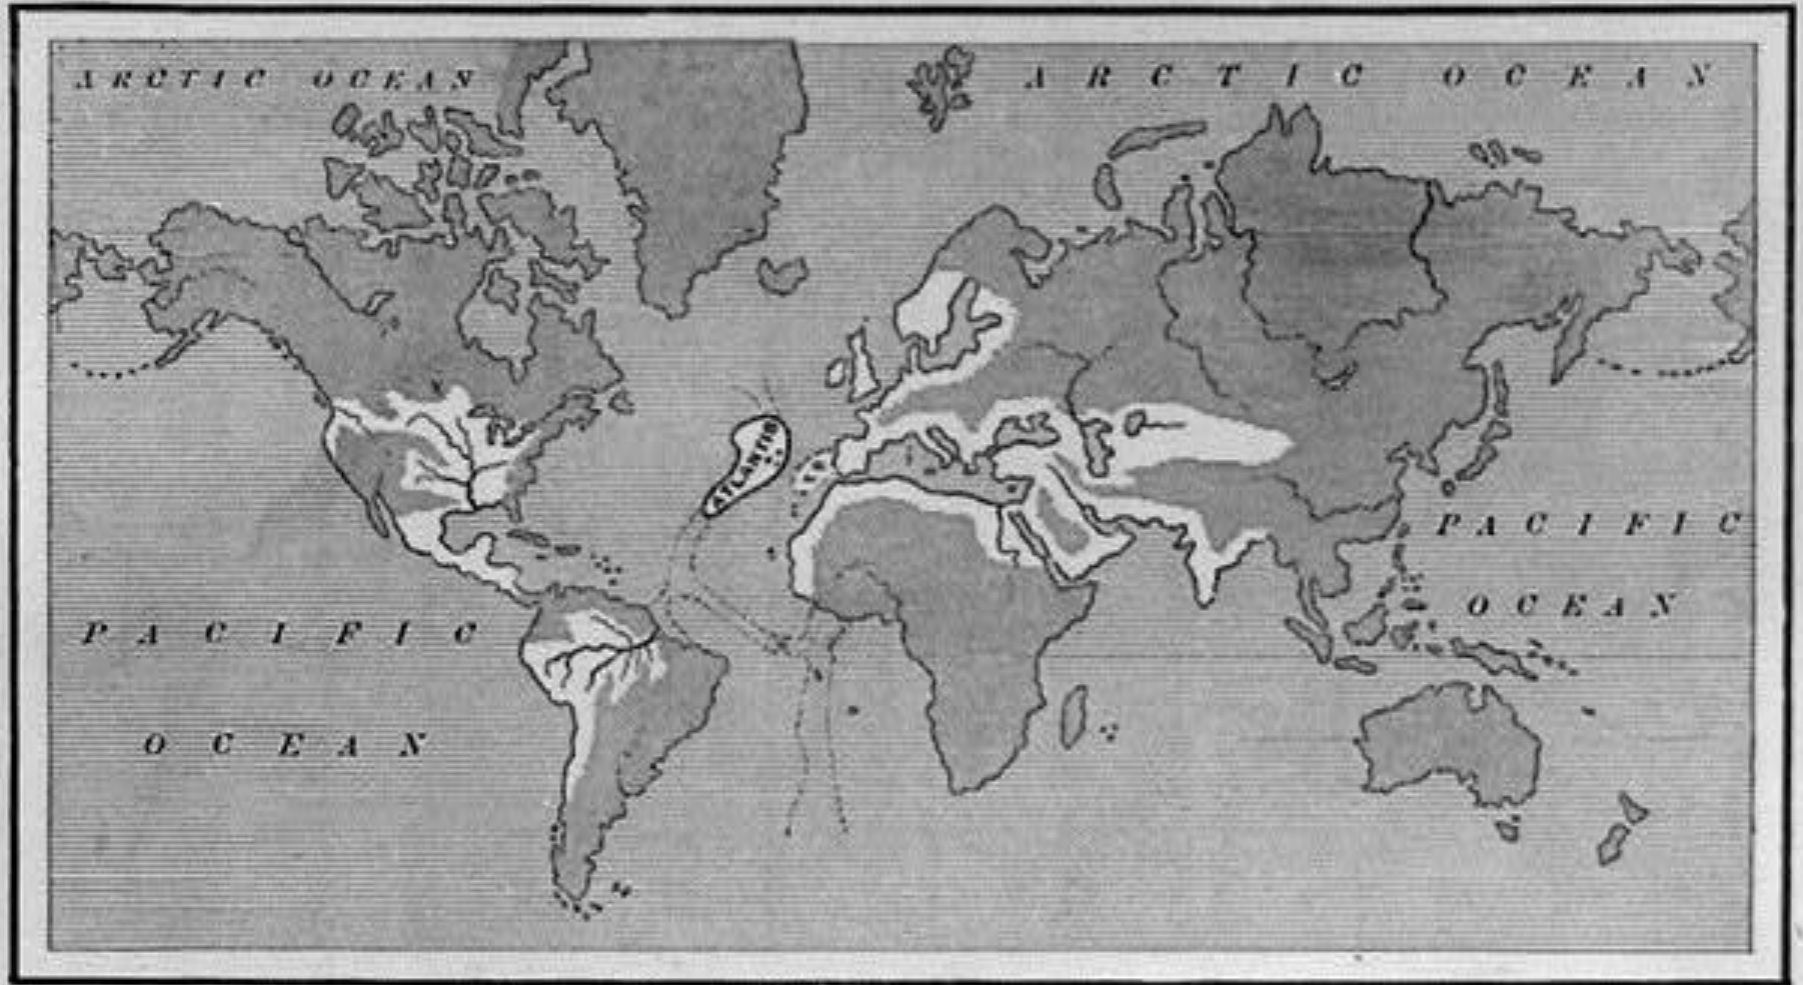 ARCTIC OCEAN
ARCTIC OCEAN
ATLANTIS
PACIFIC
OCEAN
PACIFIC
OCEAN